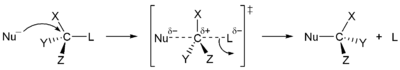 Nu⁻ X Y Z C L
Nu δ− X Y Z C δ+ L δ− ‡
Nu C X Y Z + L